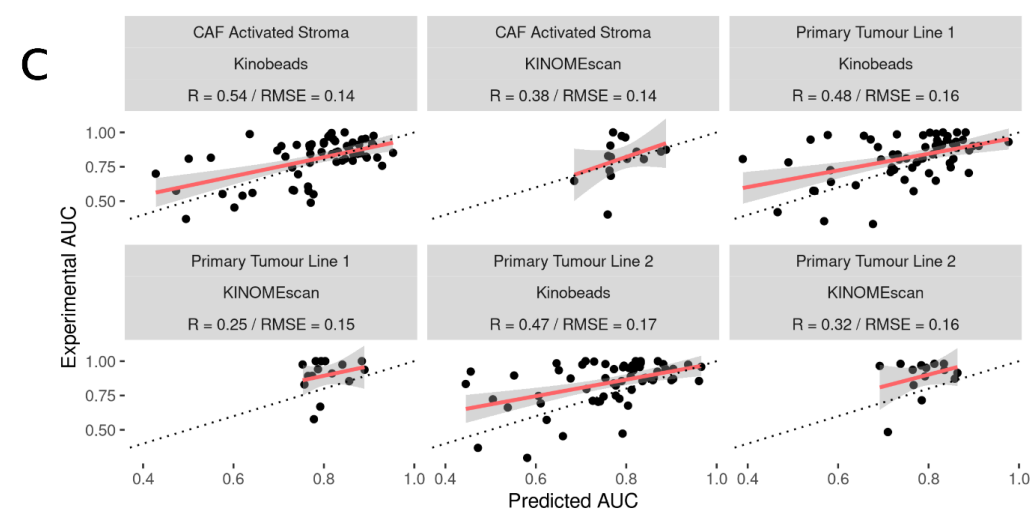 C
CAF Activated Stroma
Kinobeads
R = 0.54 / RMSE = 0.14
CAF Activated Stroma
KINOMEscan
R = 0.38 / RMSE = 0.14
Primary Tumour Line 1
Kinobeads
R = 0.48 / RMSE = 0.16
1.00
0.75
0.50
Experimental AUC
Primary Tumour Line 1
KINOMEscan
R = 0.25 / RMSE = 0.15
Primary Tumour Line 2
Kinobeads
R = 0.47 / RMSE = 0.17
Primary Tumour Line 2
KINOMEscan
R = 0.32 / RMSE = 0.16
1.00
0.75
0.50
0.4 0.6 0.8 1.0 0.4 0.6 0.8 1.0 0.4 0.6 0.8 1.0
Predicted AUC